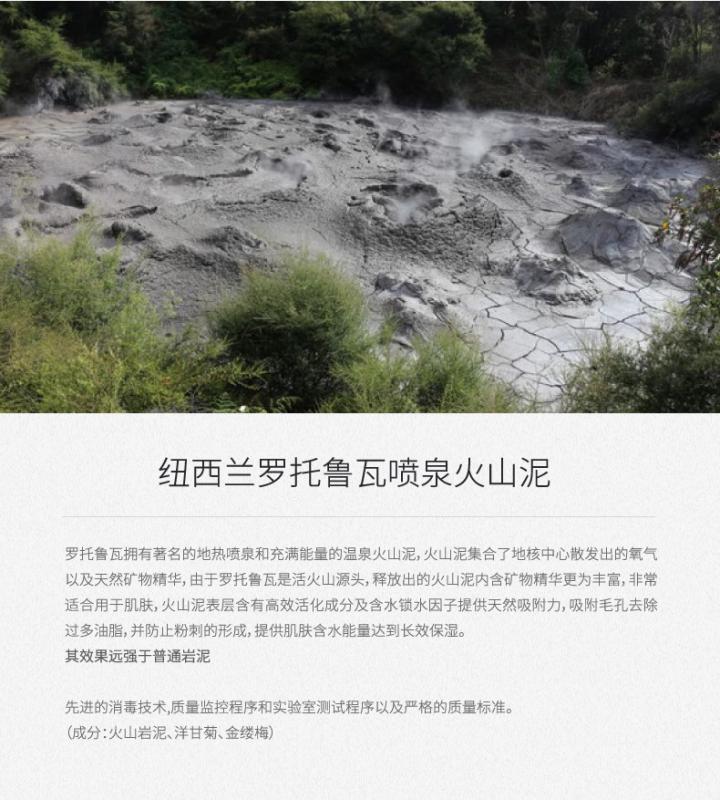 纽西兰罗托鲁瓦喷泉火山泥
罗托鲁瓦拥有著名的地热喷泉和充满能量的温泉火山泥，火山泥集合了地核中心散发出的氧气
以及天然矿物精华，由于罗托鲁瓦是活火山源头，释放出的火山泥内含矿物精华更为丰富，非常
适合用于肌肤，火山泥表层含有高效活化成分及含水锁水因子提供天然吸附力，吸附毛孔去除
过多油脂，并防止粉刺的形成，提供肌肤含水能量达到长效保湿。
其效果远强于普通岩泥
先进的消毒技术,质量监控程序和实验室测试程序以及严格的质量标准。
（成分：火山岩泥、洋甘菊、金缕梅）